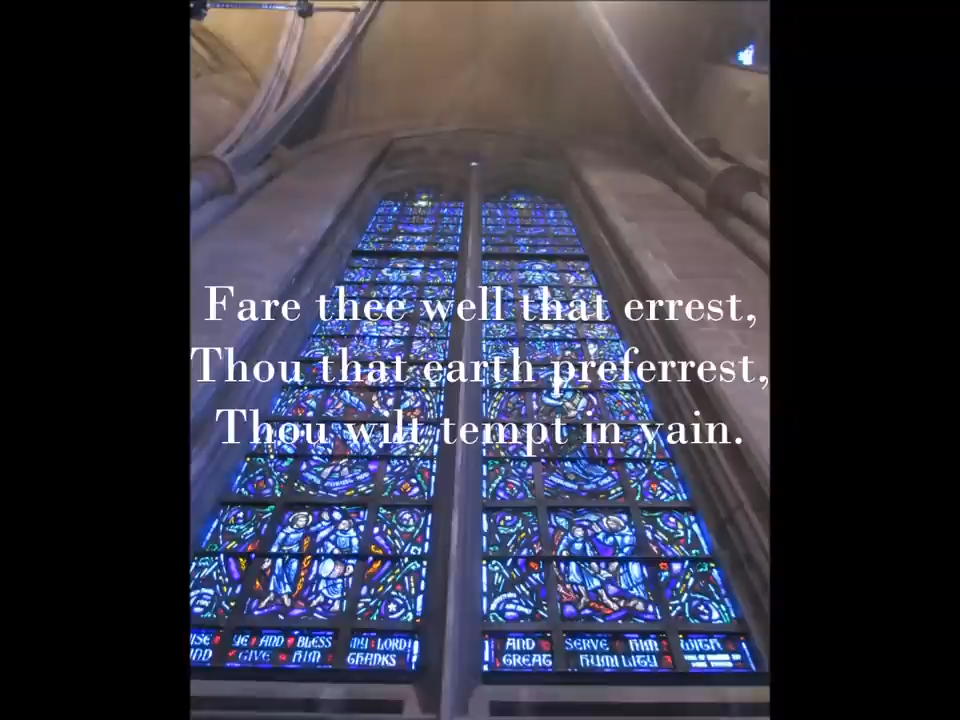 Fare thee well that errest,
Thou that earth preferrest,
Thou wilt tempt in vain.
YE AND BLESS MY LORD AND SERVE HIM WITH
GIVE HIM THANKS GREAT HUMILITY